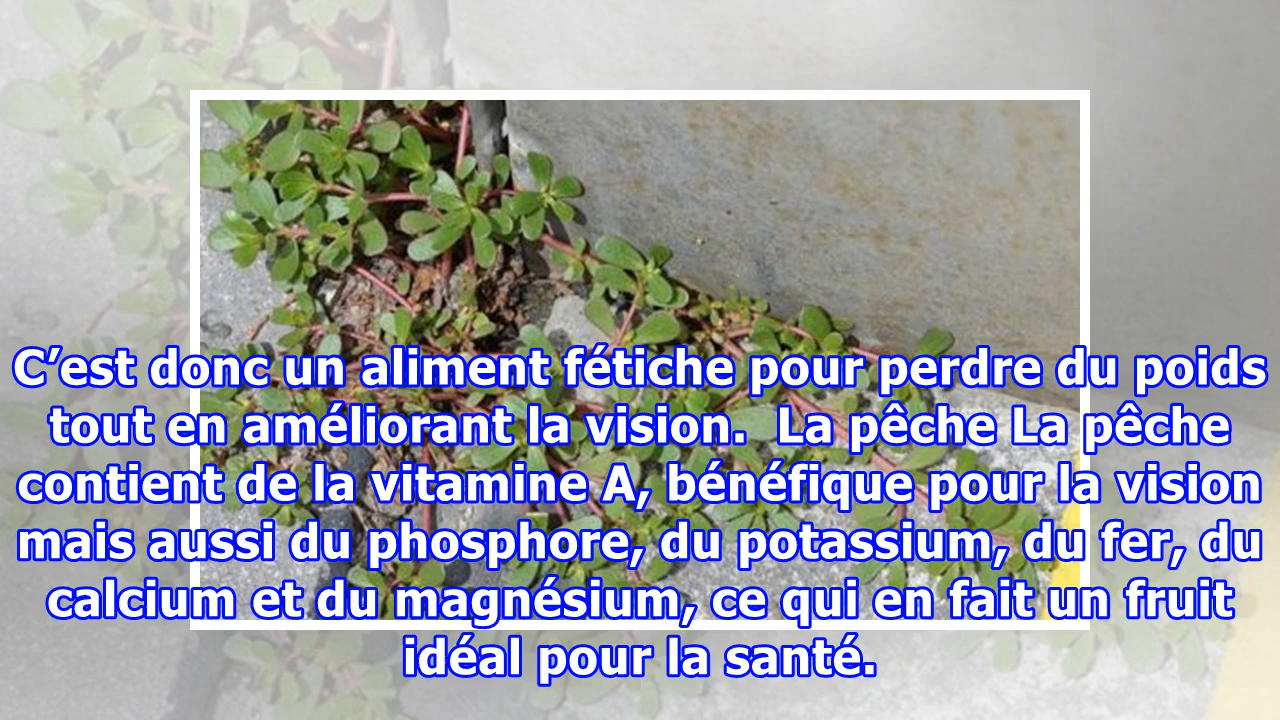 C’est donc un aliment fétiche pour perdre du poids
tout en améliorant la vision.  La pêche La pêche
contient de la vitamine A, bénéfique pour la vision
mais aussi du phosphore, du potassium, du fer, du
calcium et du magnésium, ce qui en fait un fruit
idéal pour la santé.